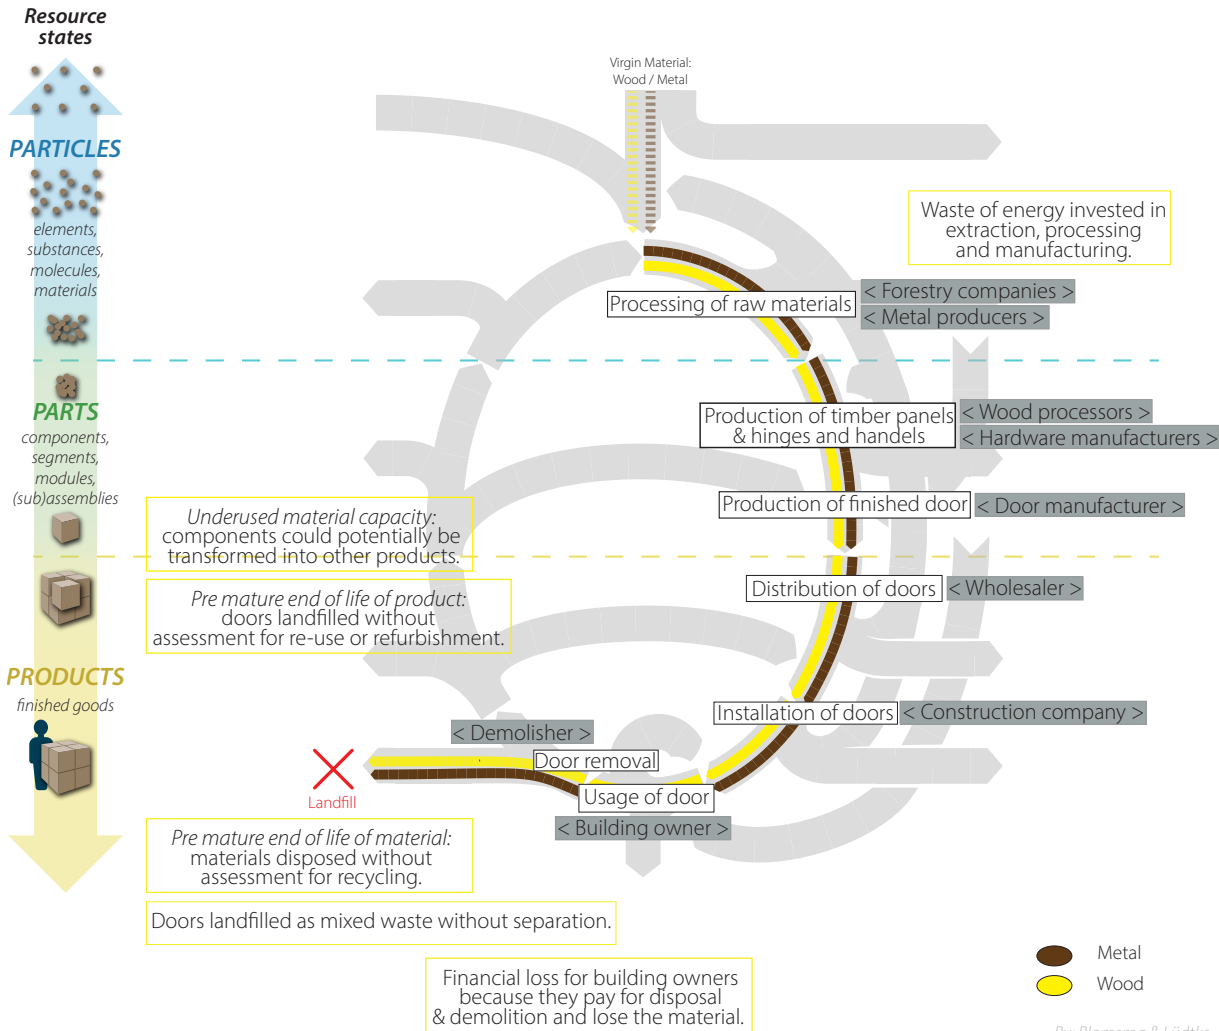 Resource
states
PARTICLES
elements,
substances,
molecules,
materials
PARTS
components,
segments,
modules,
(sub)assemblies
PRODUCTS
finished goods
Virgin Material:
Wood / Metal
Waste of energy invested in
extraction, processing
and manufacturing.
Processing of raw materials
< Forestry companies >
< Metal producers >
Production of timber panels
& hinges and handels
< Wood processors >
< Hardware manufacturers >
Production of finished door
< Door manufacturer >
Underused material capacity:
components could potentially be
transformed into other products.
Distribution of doors
< Wholesaler >
Pre mature end of life of product:
doors landfilled without
assessment for re-use or refurbishment.
Installation of doors
< Construction company >
< Demolisher >
Door removal
Landfill
Usage of door
< Building owner >
Pre mature end of life of material:
materials disposed without
assessment for recycling.
Doors landfilled as mixed waste without separation.
Financial loss for building owners
because they pay for disposal
& demolition and lose the material.
Metal
Wood